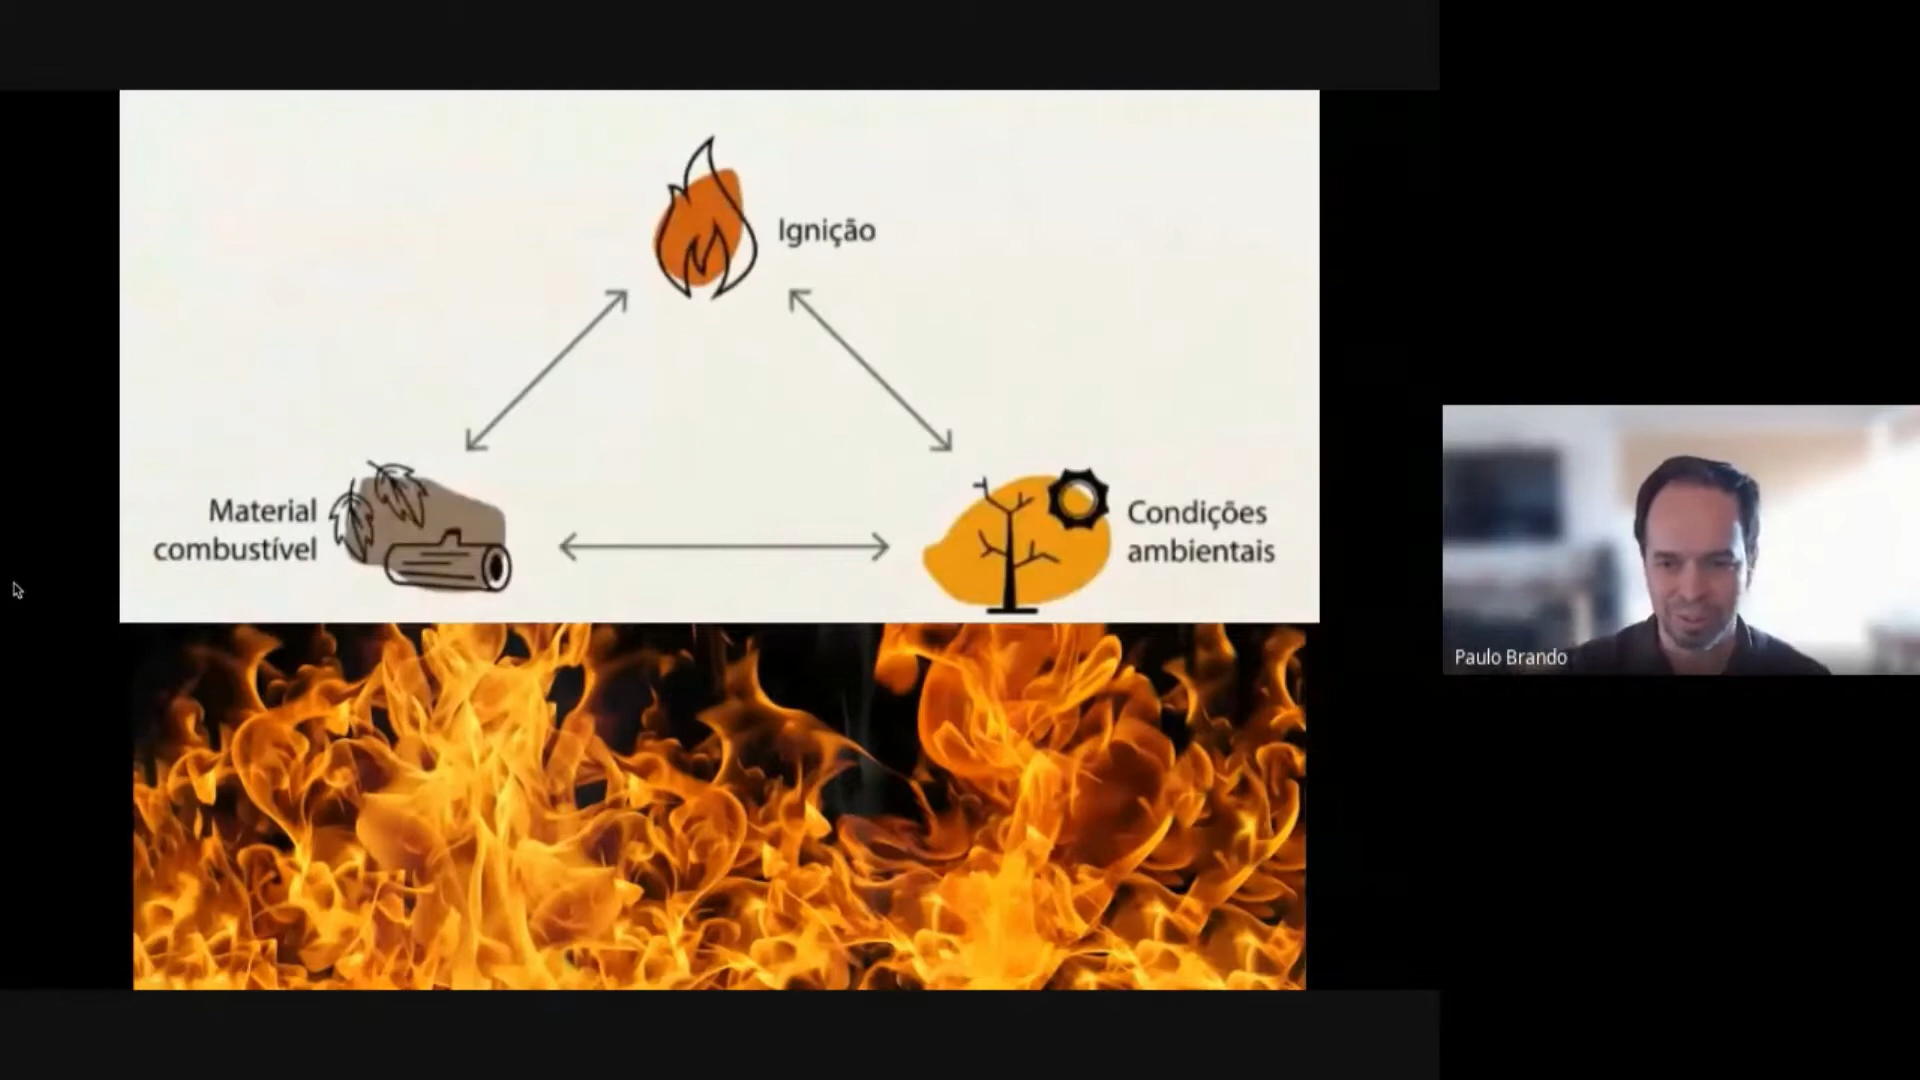 Ignição
Material
combustível
Condições
ambientais
Paulo Brando